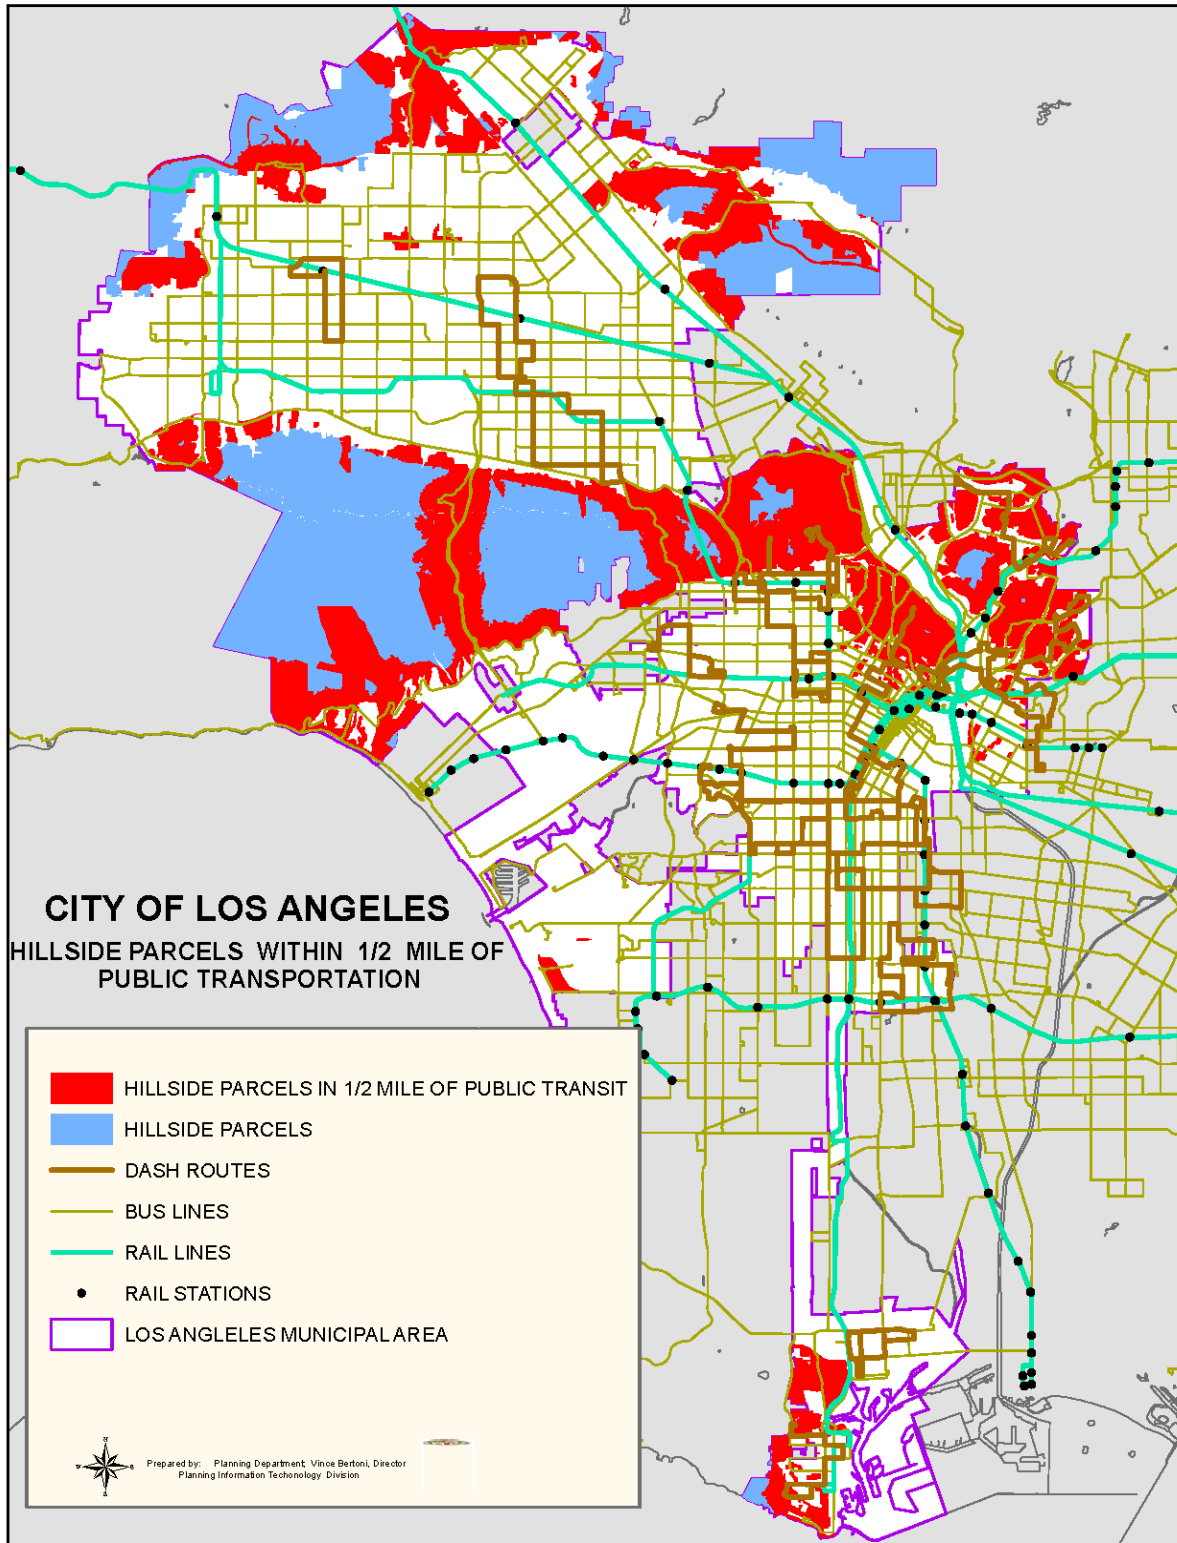 CITY OF LOS ANGELES
HILLSIDE PARCELS WITHIN 1/2 MILE OF
PUBLIC TRANSPORTATION
HILLSIDE PARCELS IN 1/2 MILE OF PUBLIC TRANSIT
HILLSIDE PARCELS
DASH ROUTES
BUS LINES
RAIL LINES
RAIL STATIONS
LOS ANGLELES MUNICIPAL AREA
N
W E
S
Prepared by: Planning Department, Vince Bertoni, Director
Planning Information Techonology Division